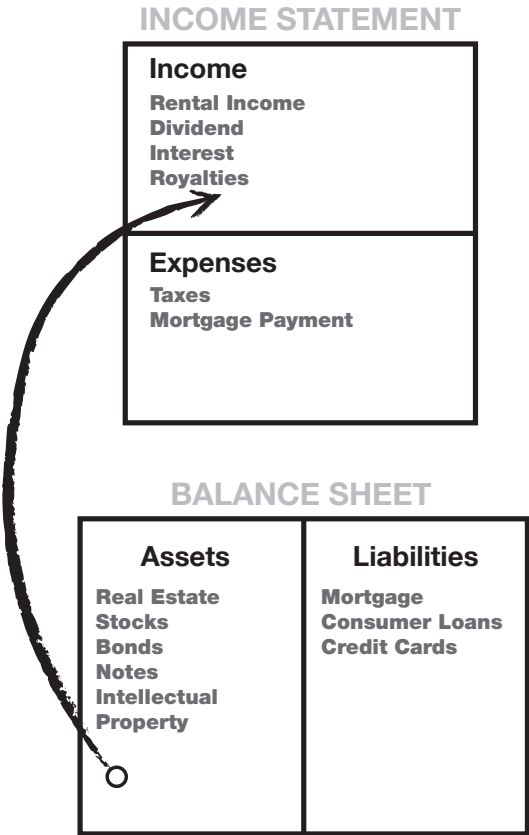 INCOME STATEMENT
Income
Rental Income
Dividend
Interest
Royalties
Expenses
Taxes
Mortgage Payment
BALANCE SHEET
Assets
Real Estate
Stocks
Bonds
Notes
Intellectual
Property
Liabilities
Mortgage
Consumer Loans
Credit Cards